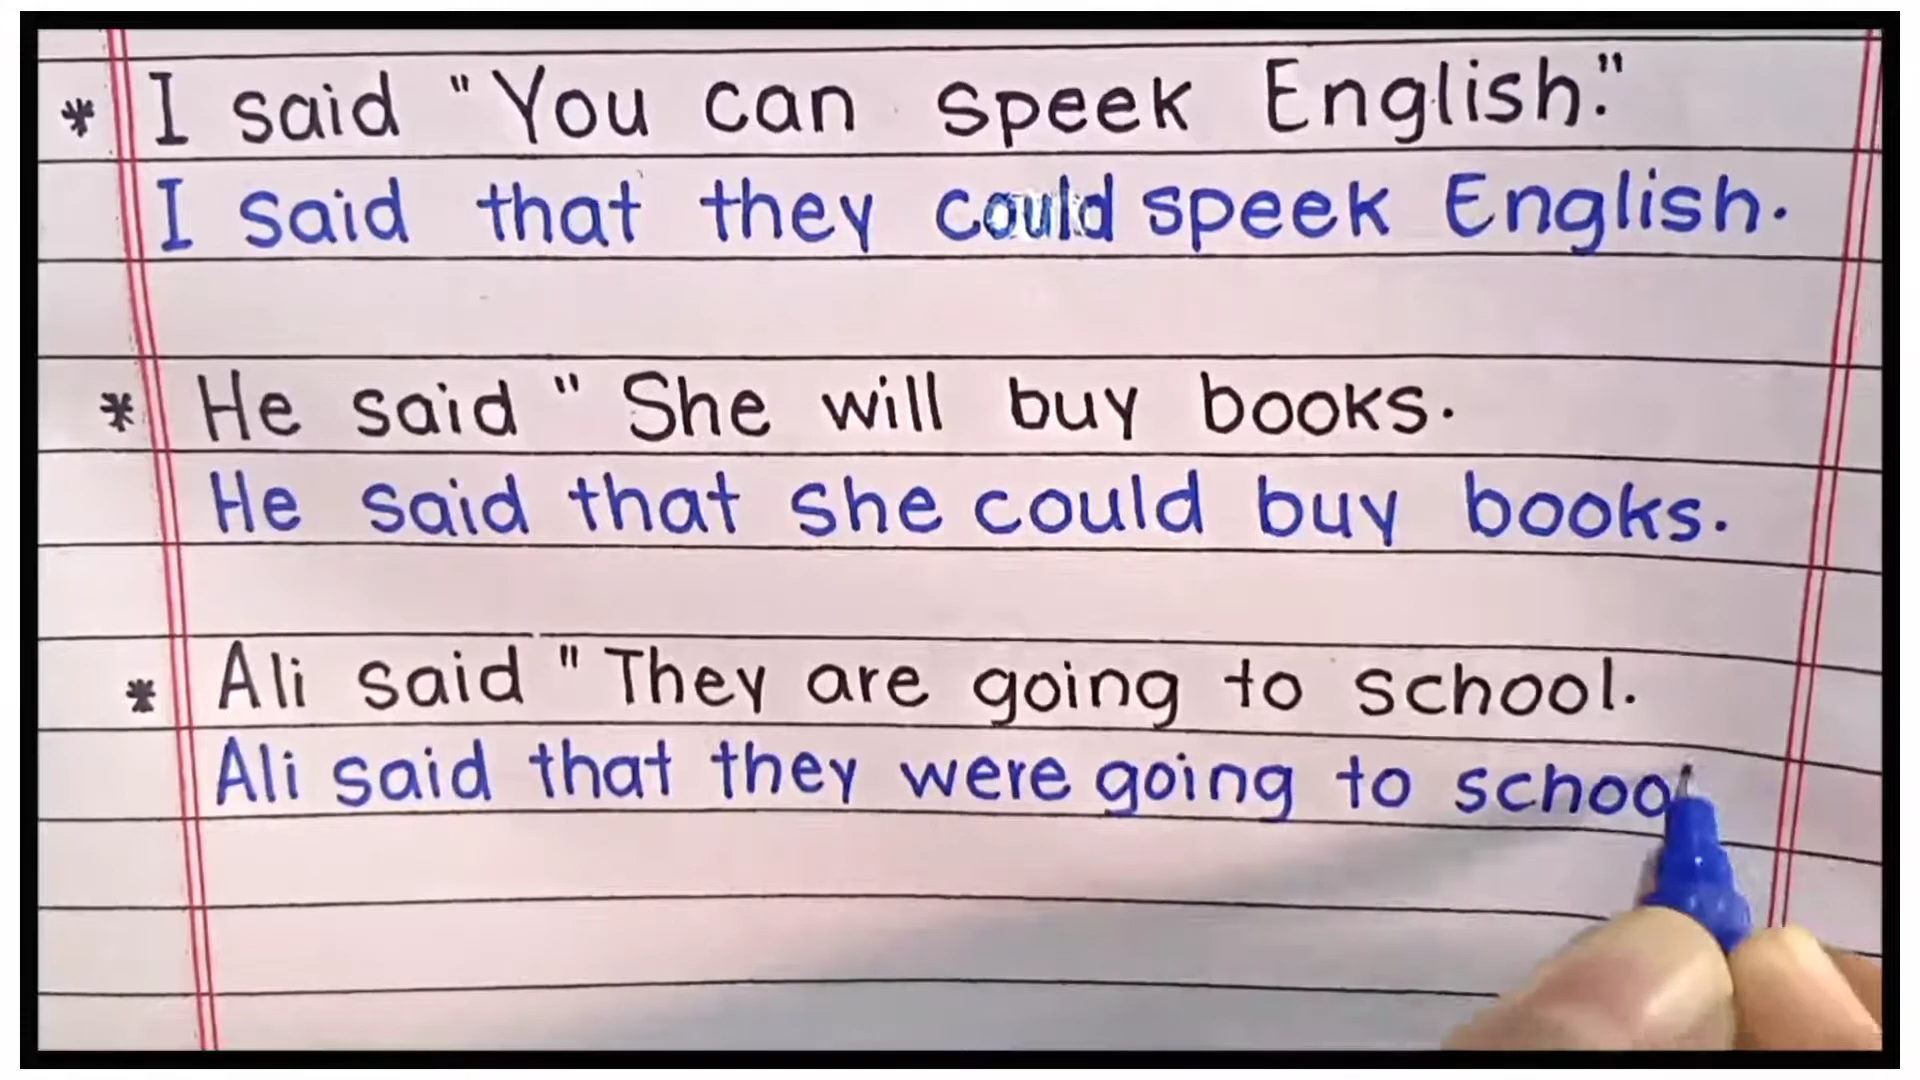 * I said "You can speek English."
I said that they could speek English.
* He said " She will buy books.
He said that she could buy books.
* Ali said " They are going to school.
Ali said that they were going to schoo